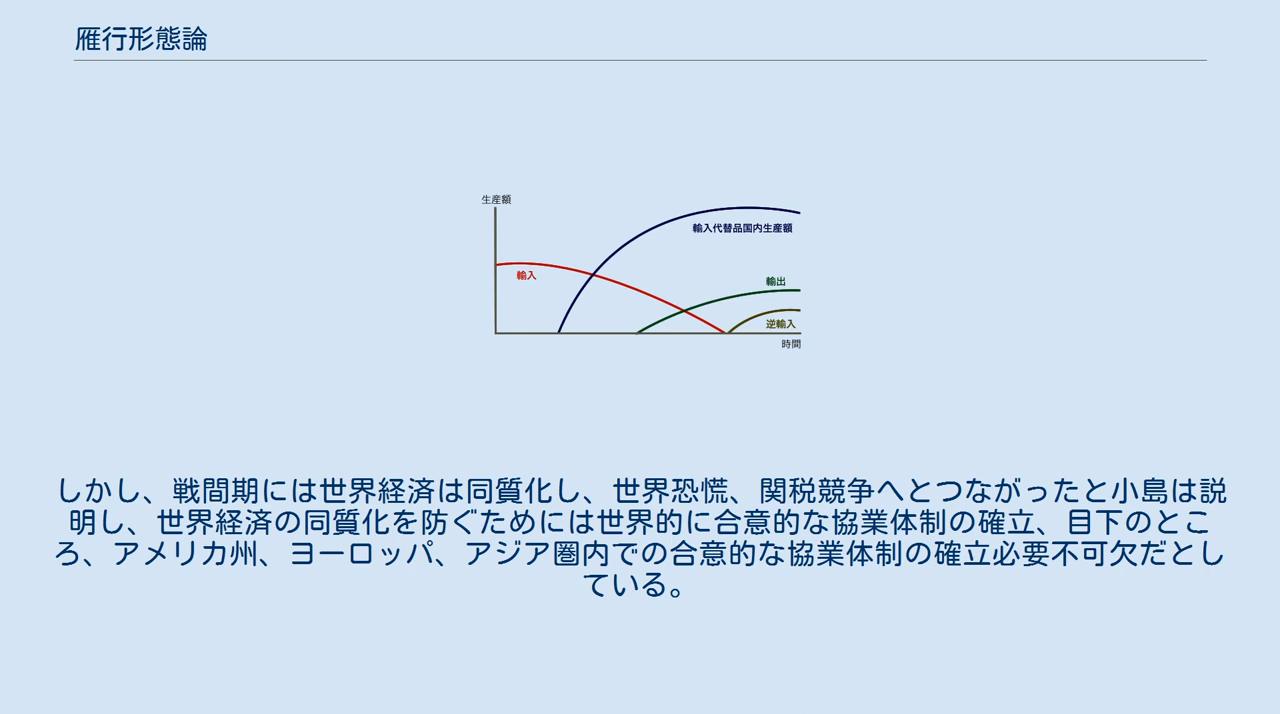 雁行形態論
生産額
輸入代替品国内生産額
輸入
輸出
逆輸入
時間
しかし、戦間期には世界経済は同質化し、世界恐慌、関税競争へとつながったと小島は説
明し、世界経済の同質化を防ぐためには世界的に合意的な協業体制の確立、目下のとこ
ろ、アメリカ州、ヨーロッパ、アジア圏内での合意的な協業体制の確立必要不可欠だとし
ている。